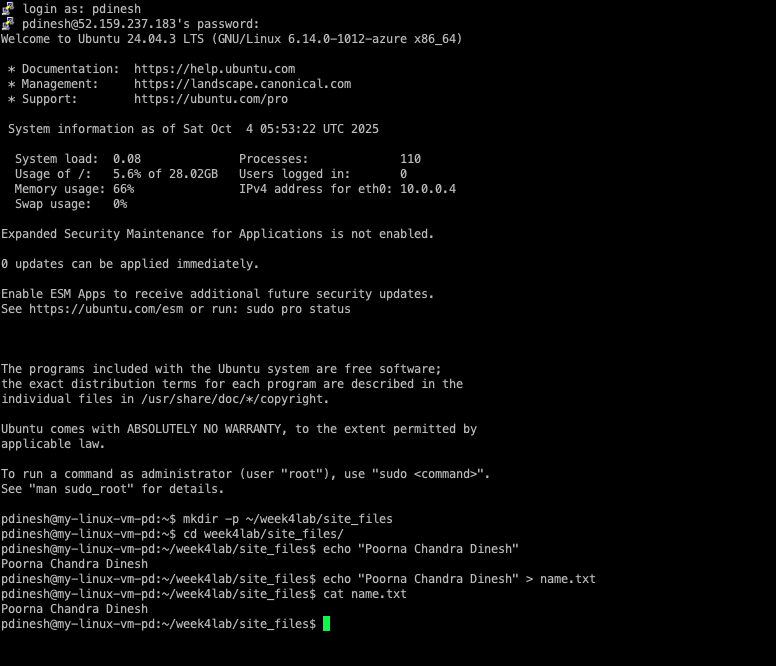 login as: pdinesh
pdinesh@52.159.237.183's password:
Welcome to Ubuntu 24.04.3 LTS (GNU/Linux 6.14.0-1012-azure x86_64)
* Documentation:  https://help.ubuntu.com
* Management:     https://landscape.canonical.com
* Support:        https://ubuntu.com/pro
System information as of Sat Oct  4 05:53:22 UTC 2025
System load:  0.08               Processes:             110
Usage of /:   5.6% of 28.02GB   Users logged in:       0
Memory usage: 66%               IPv4 address for eth0: 10.0.0.4
Swap usage:   0%
Expanded Security Maintenance for Applications is not enabled.
0 updates can be applied immediately.
Enable ESM Apps to receive additional future security updates.
See https://ubuntu.com/esm or run: sudo pro status
The programs included with the Ubuntu system are free software;
the exact distribution terms for each program are described in the
individual files in /usr/share/doc/*/copyright.
Ubuntu comes with ABSOLUTELY NO WARRANTY, to the extent permitted by
applicable law.
To run a command as administrator (user "root"), use "sudo <command>".
See "man sudo_root" for details.
pdinesh@my-linux-vm-pd:~$ mkdir -p ~/week4lab/site_files
pdinesh@my-linux-vm-pd:~$ cd week4lab/site_files/
pdinesh@my-linux-vm-pd:~/week4lab/site_files$ echo "Poorna Chandra Dinesh"
Poorna Chandra Dinesh
pdinesh@my-linux-vm-pd:~/week4lab/site_files$ echo "Poorna Chandra Dinesh" > name.txt
pdinesh@my-linux-vm-pd:~/week4lab/site_files$ cat name.txt
Poorna Chandra Dinesh
pdinesh@my-linux-vm-pd:~/week4lab/site_files$